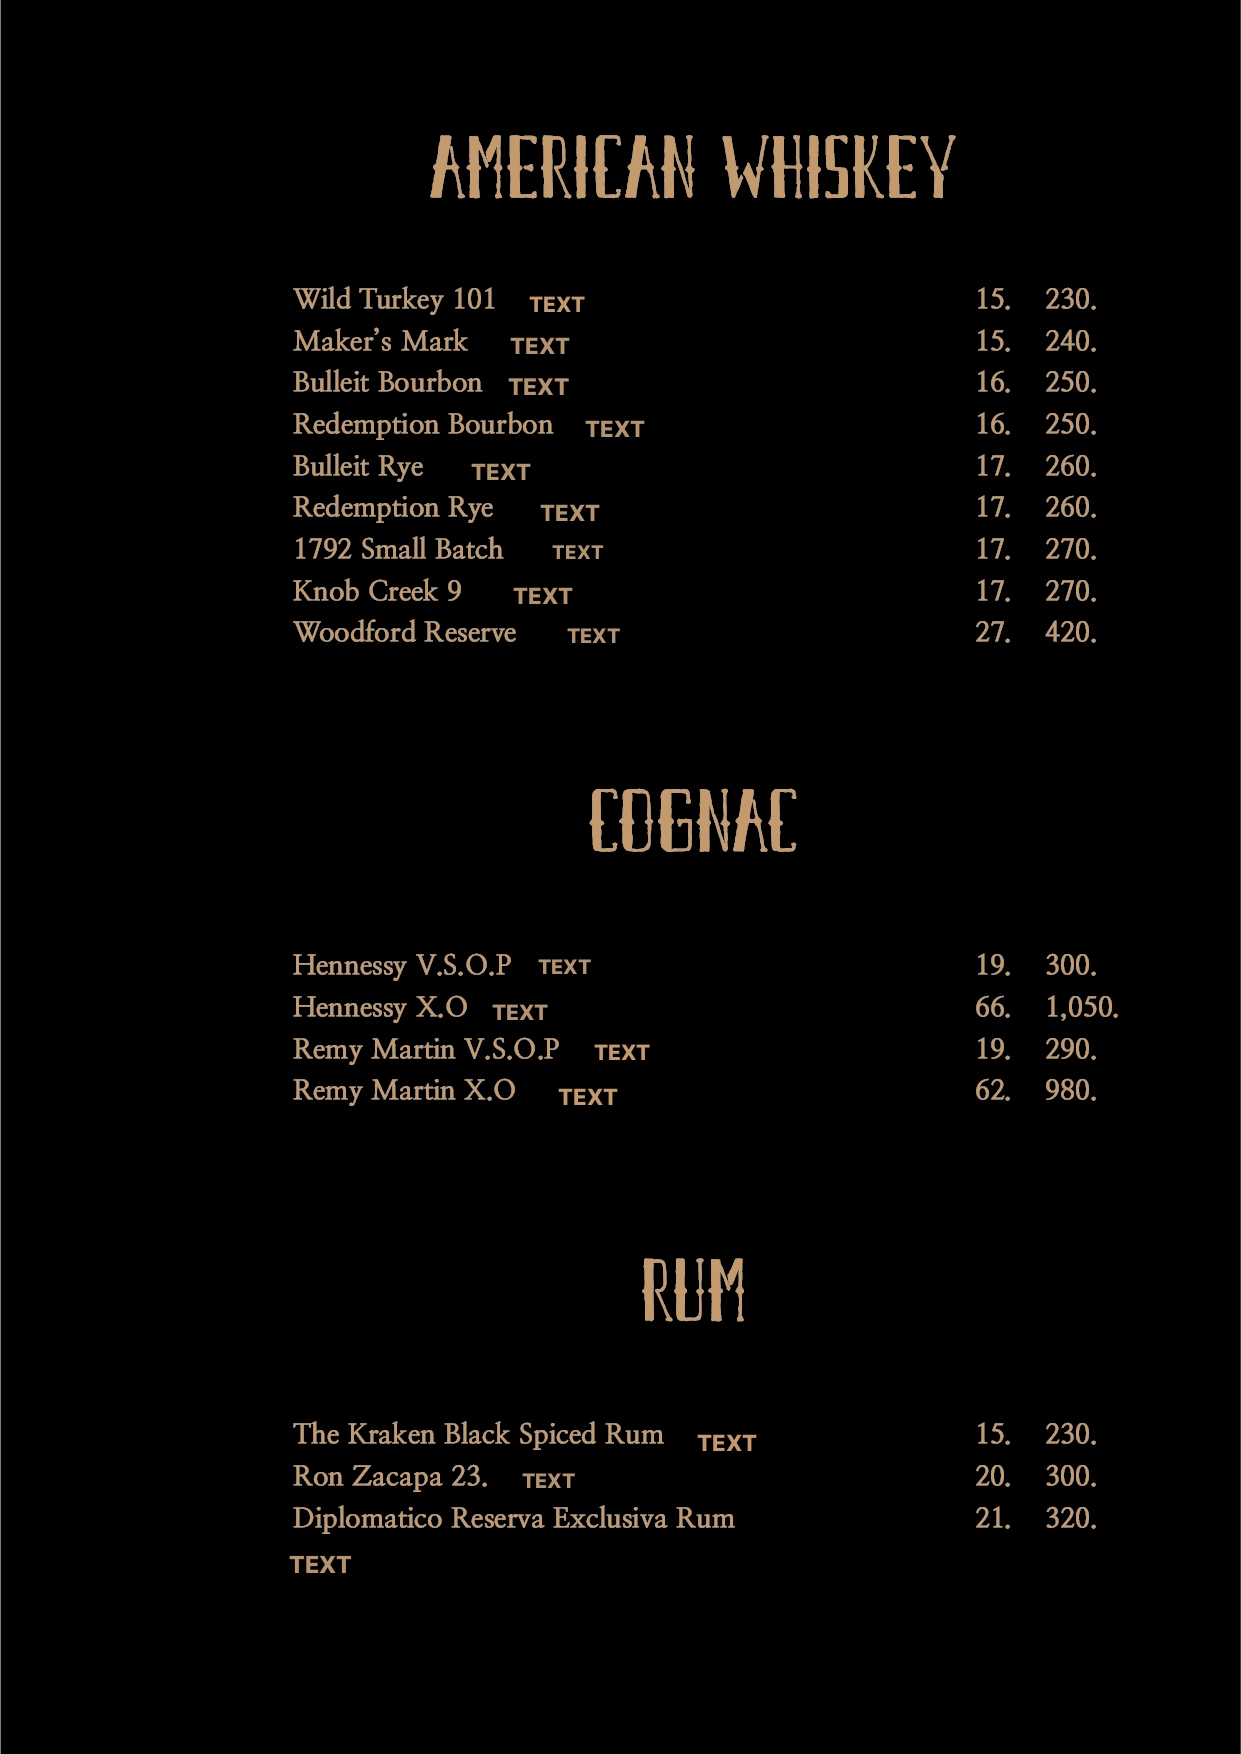 AMERICAN WHISKEY
Wild Turkey 101 TEXT 15. 230.
Maker's Mark TEXT 15. 240.
Bulleit Bourbon TEXT 16. 250.
Redemption Bourbon TEXT 16. 250.
Bulleit Rye TEXT 17. 260.
Redemption Rye TEXT 17. 260.
1792 Small Batch TEXT 17. 270.
Knob Creek 9 TEXT 17. 270.
Woodford Reserve TEXT 27. 420.
COGNAC
Hennessy V.S.O.P TEXT 19. 300.
Hennessy X.O TEXT 66. 1,050.
Remy Martin V.S.O.P TEXT 19. 290.
Remy Martin X.O TEXT 62. 980.
RUM
The Kraken Black Spiced Rum TEXT 15. 230.
Ron Zacapa 23. TEXT 20. 300.
Diplomatico Reserva Exclusiva Rum 21. 320.
TEXT